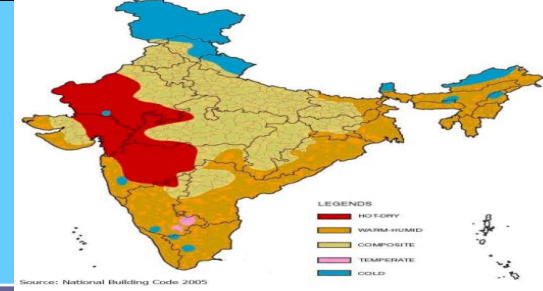 LEGENDS
HOT-DRY
WARM-HUMID
COMPOSITE
TEMPERATE
COLD
Source: National Building Code 2005